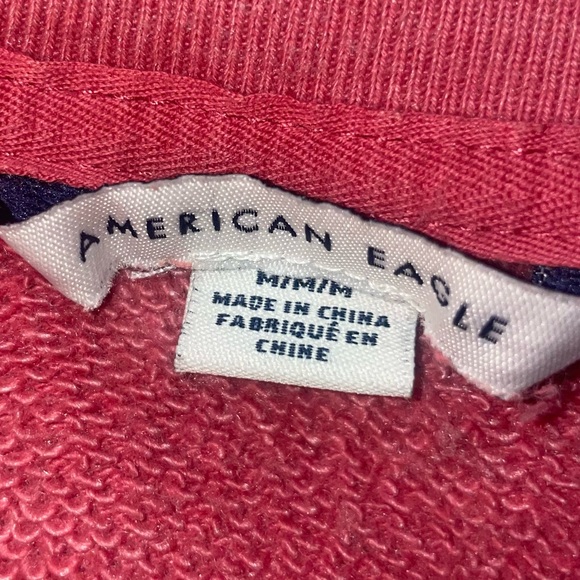 AMERICAN EAGLE
M/M/M
MADE IN CHINA
FABRIQUÉ EN
CHINE